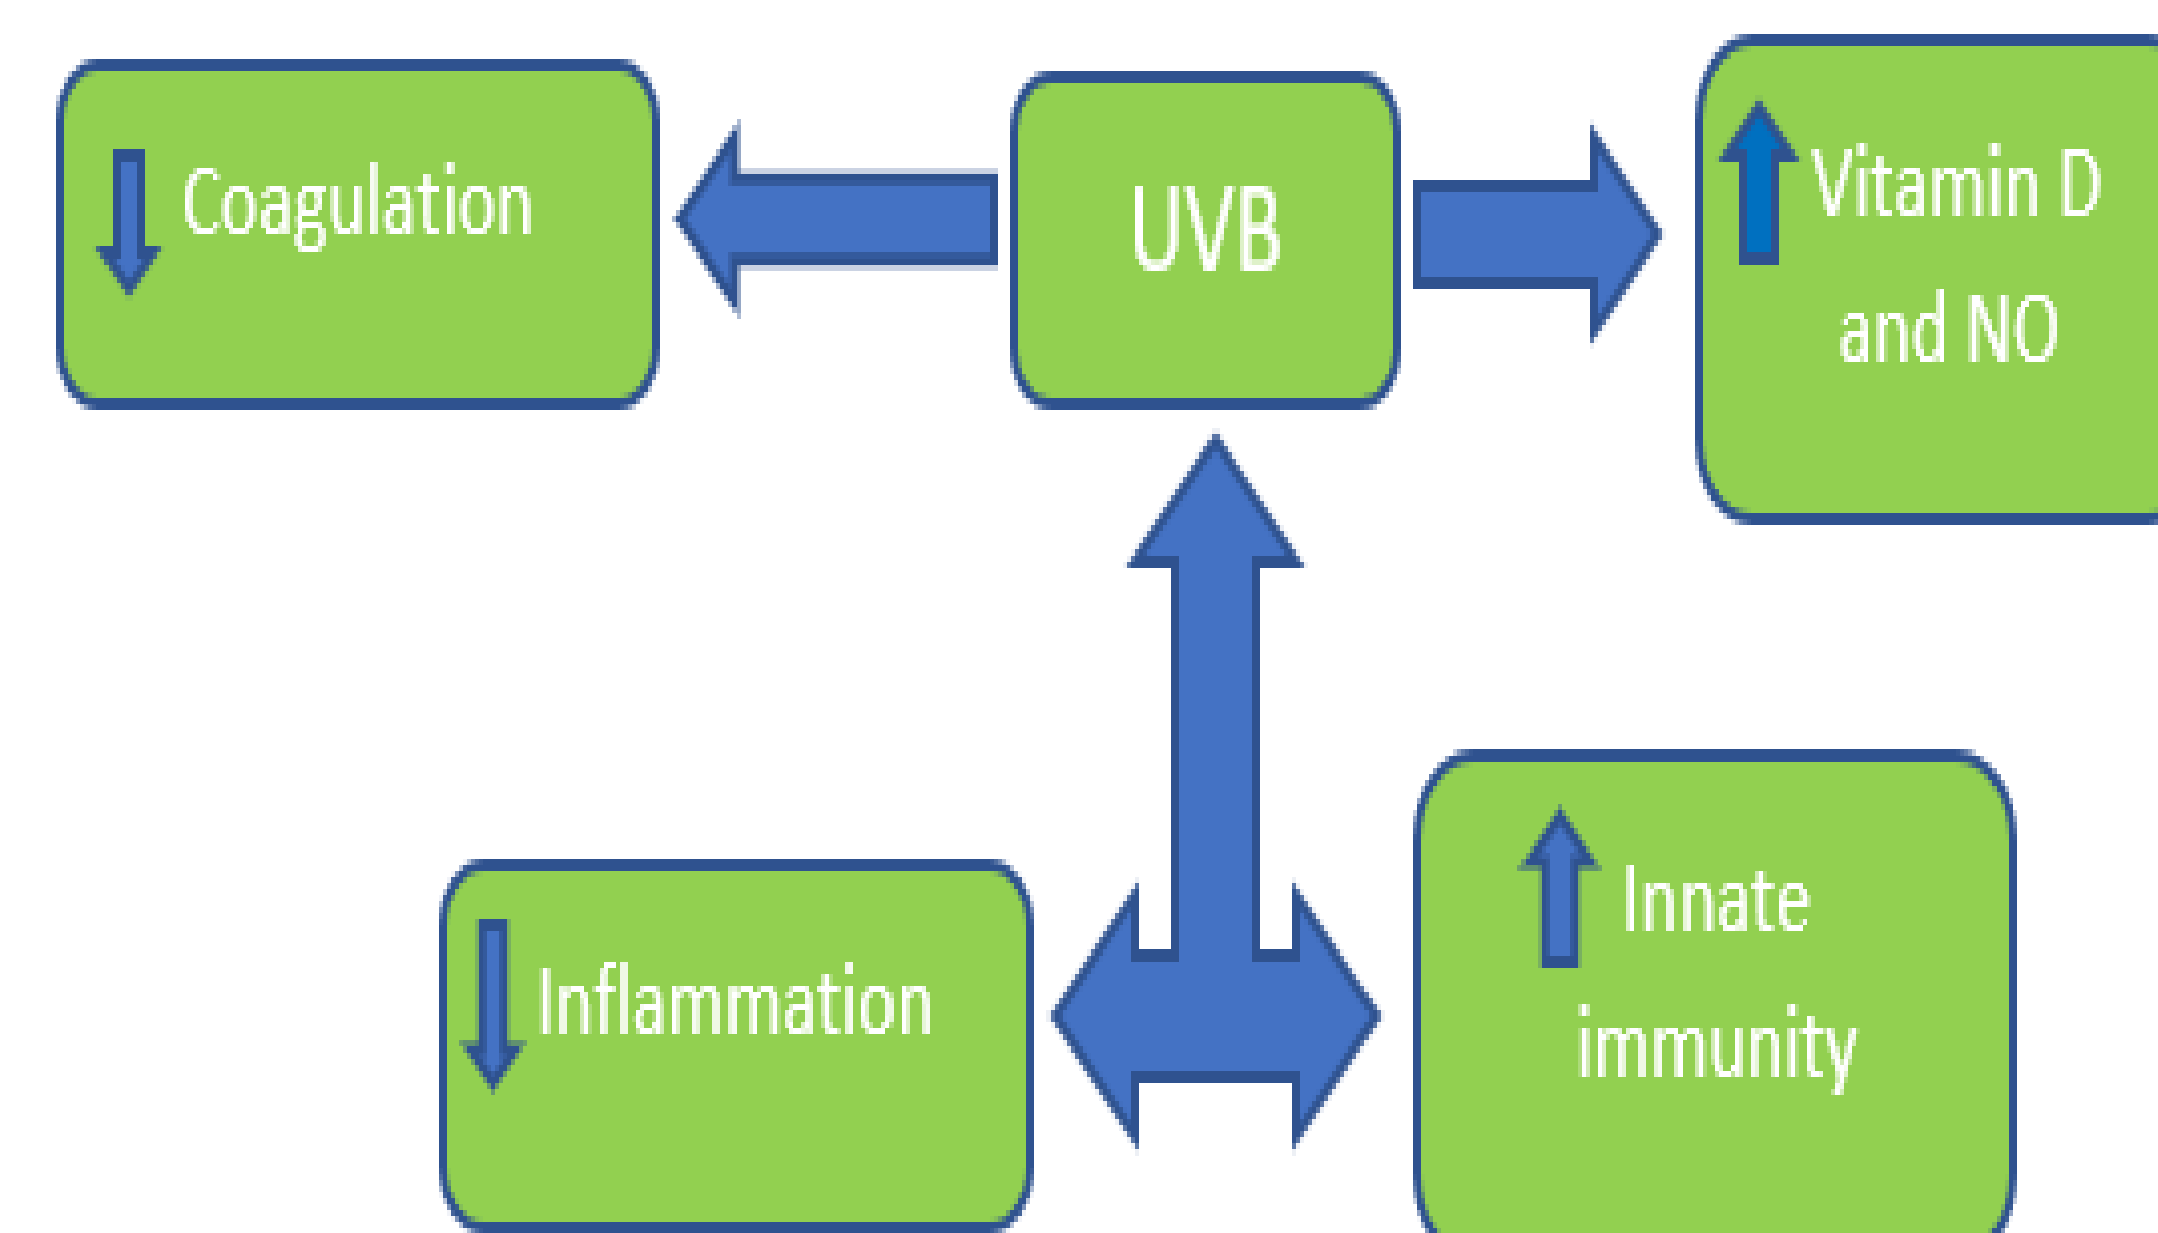 Coagulation
UVB
Vitamin D
and NO
Inflammation
Innate
immunity